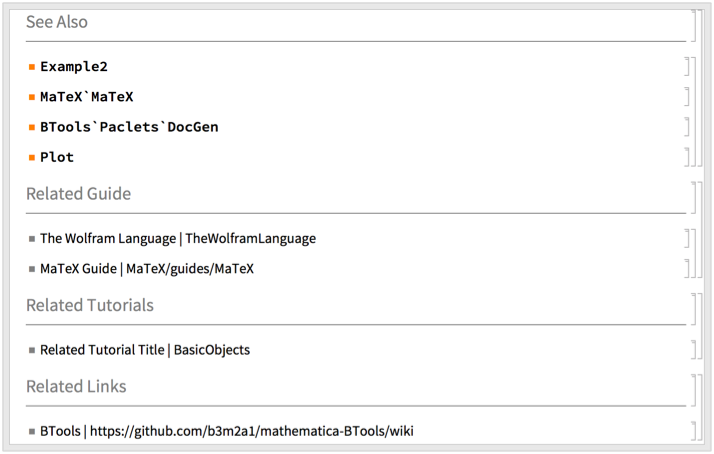 See Also
Example2
MaTeX`MaTeX
BTools`Paclets`DocGen
Plot
Related Guide
The Wolfram Language | TheWolframLanguage
MaTeX Guide | MaTeX/guides/MaTeX
Related Tutorials
Related Tutorial Title | BasicObjects
Related Links
BTools | https://github.com/b3m2a1/mathematica-BTools/wiki